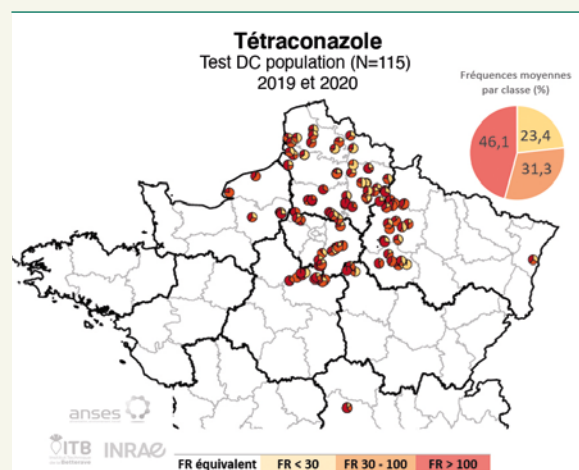 Tétraconazole
Test DC population (N=115)
2019 et 2020
Fréquences moyennes
par classe (%)
46,1
23,4
31,3
anses
ITB
INRAE
FR équivalent FR < 30 FR 30 - 100 FR > 100